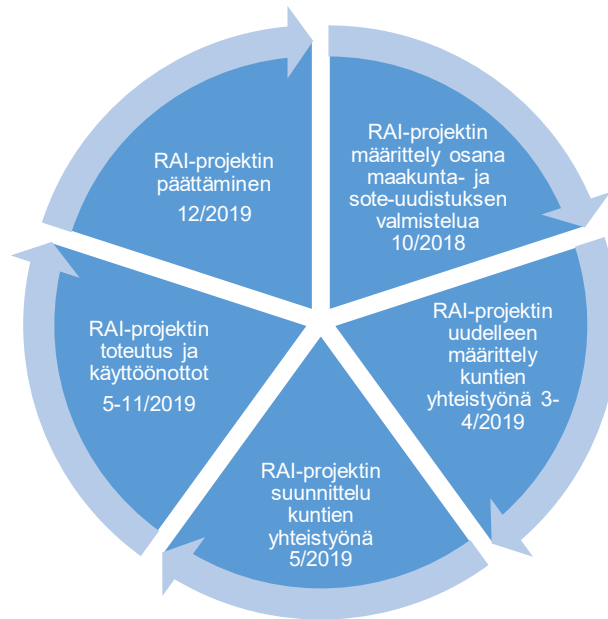 RAI-projektin
määrittely osana
maakunta- ja
sote-uudistuksen
valmistelua
10/2018
RAI-projektin
uudelleen
määrittely
kuntien
yhteistyönä 3-
4/2019
RAI-projektin
suunnittelu
kuntien
yhteistyönä
5/2019
RAI-projektin
toteutus ja
käyttöönottot
5-11/2019
RAI-projektin
päättäminen
12/2019